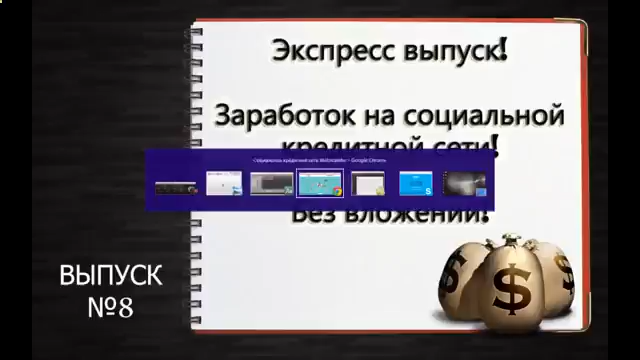 Экспресс выпуск!
Заработок на социальной
кредитной сети!
Без вложений!
ВЫПУСК
№8
$
$
$